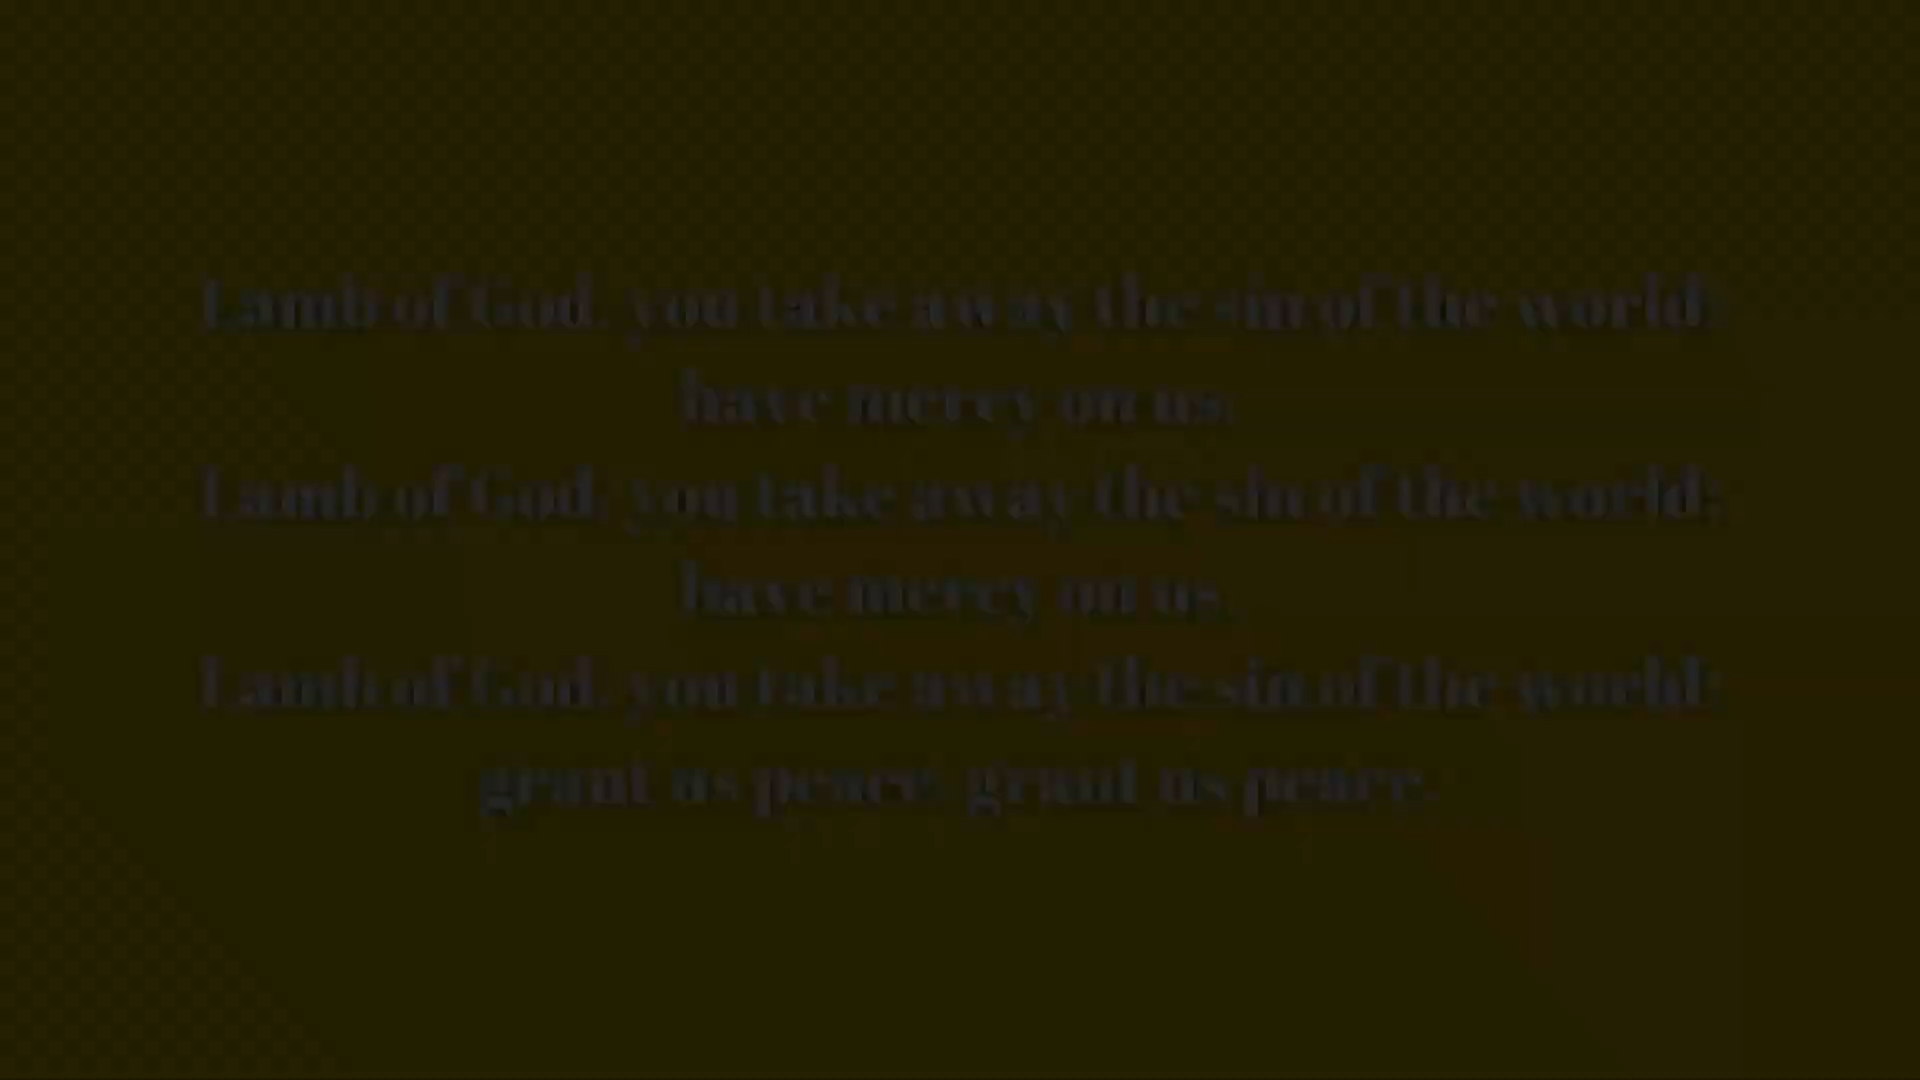 Lamb of God, you take away the sin of the world;
have mercy on us.
Lamb of God, you take away the sin of the world;
have mercy on us.
Lamb of God, you take away the sin of the world;
grant us peace, grant us peace.